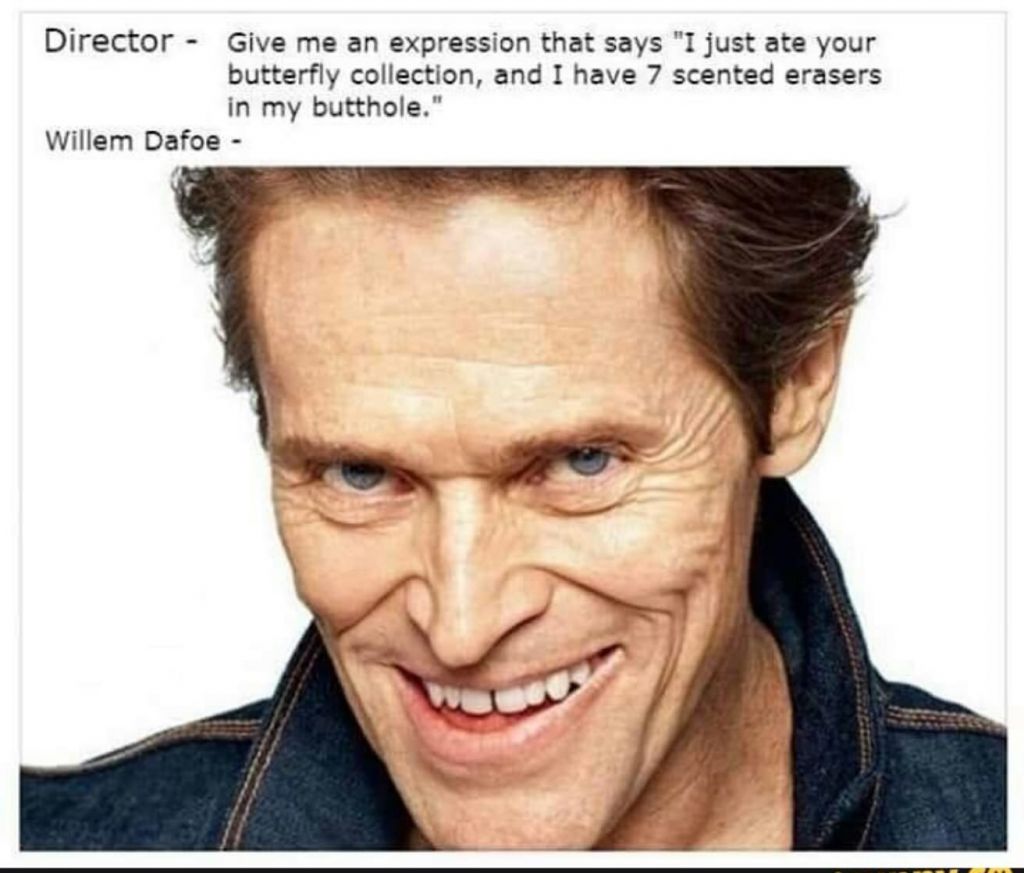 Director - Give me an expression that says "I just ate your
butterfly collection, and I have 7 scented erasers
in my butthole."
Willem Dafoe -